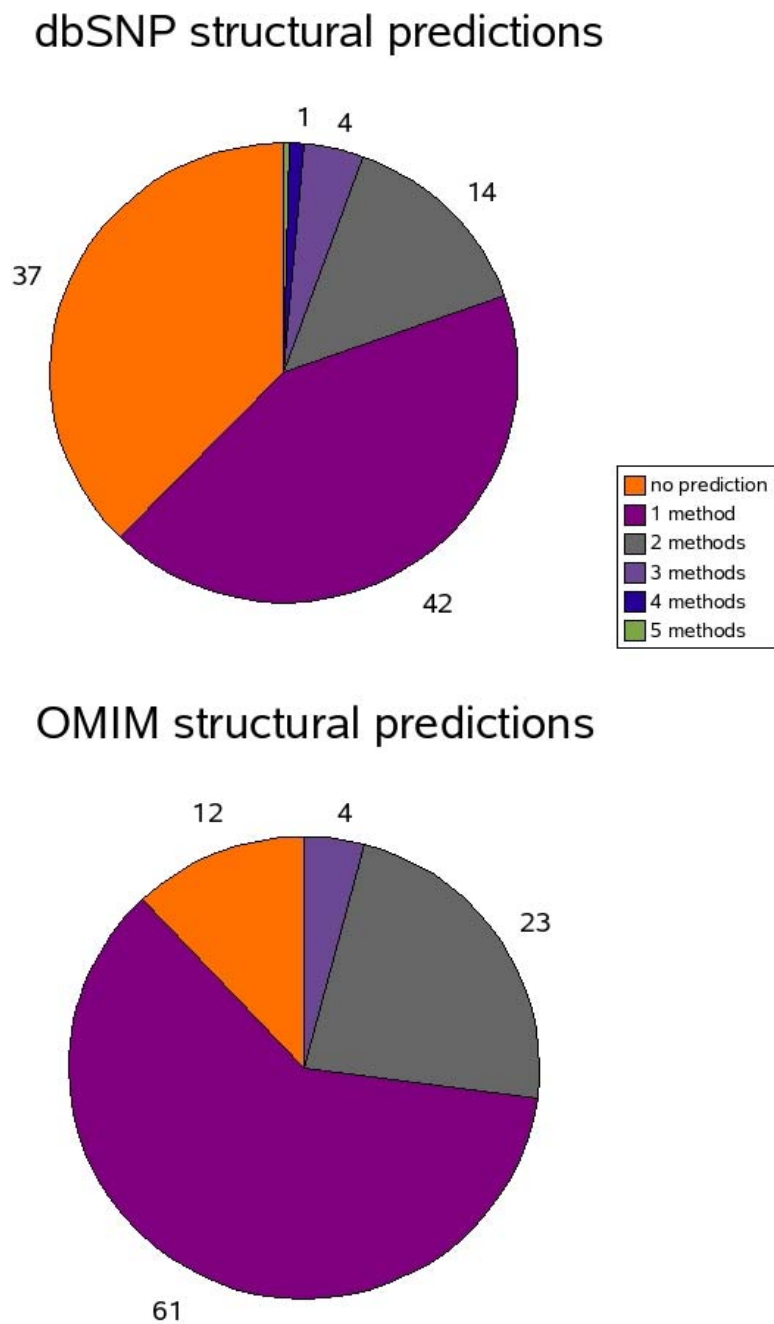 dbSNP structural predictions
1
4
14
37
42
no prediction
1 method
2 methods
3 methods
4 methods
5 methods
OMIM structural predictions
12
4
23
61